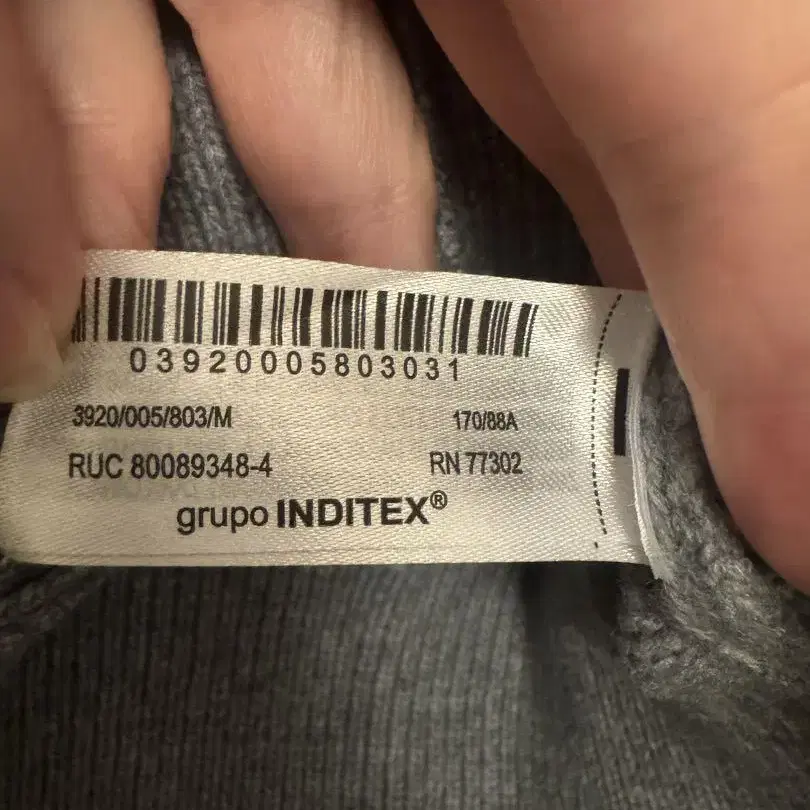 03920005803031
3920/005/803/M 170/88A
RUC 80089348-4 RN 77302
grupo INDITEX®